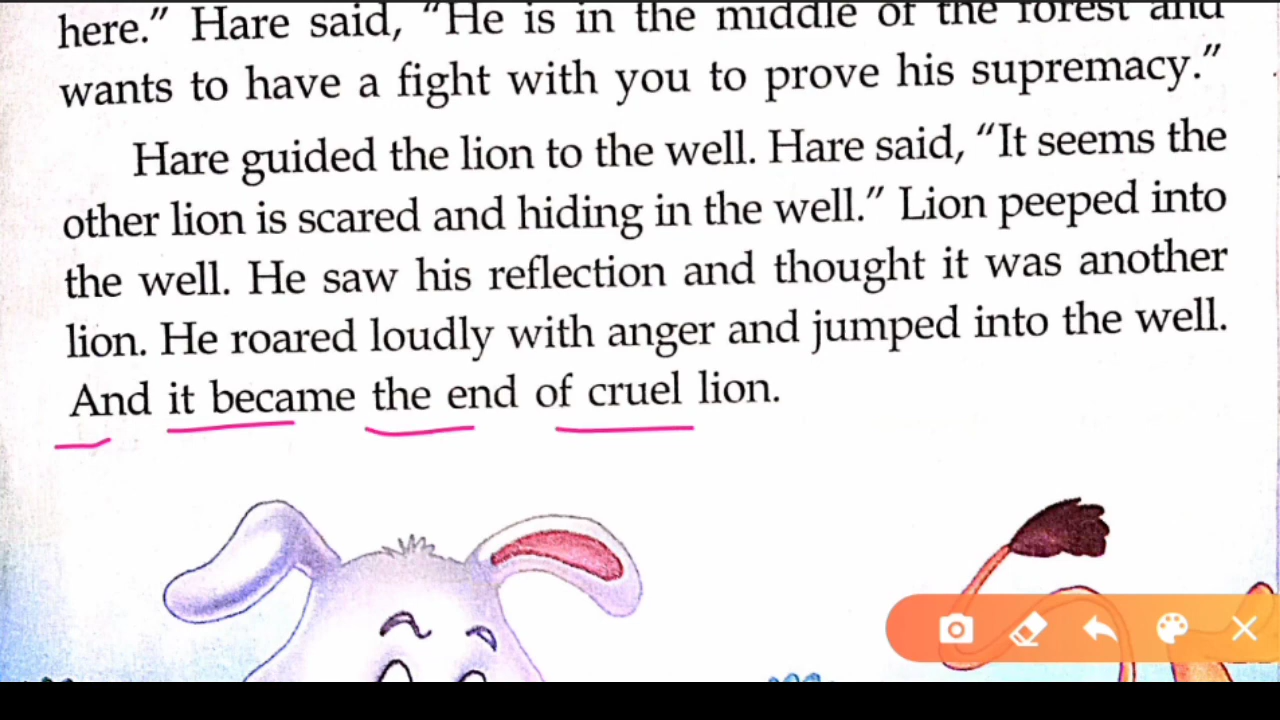 here.” Hare said, “He is in the middle of the forest and
wants to have a fight with you to prove his supremacy.”
Hare guided the lion to the well. Hare said, “It seems the
other lion is scared and hiding in the well.” Lion peeped into
the well. He saw his reflection and thought it was another
lion. He roared loudly with anger and jumped into the well.
And it became the end of cruel lion.